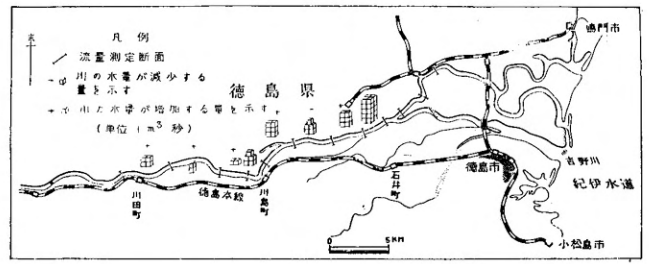 凡例
流量測定断面
川の水量が減少する
量を示す
川の水量が増加する量を示す
(単位 1m³ 秒)
徳島県
鳴門市
吉野川
紀伊水道
徳島市
石井町
川島町
徳島本線
川田町
小松島市
0 5KM